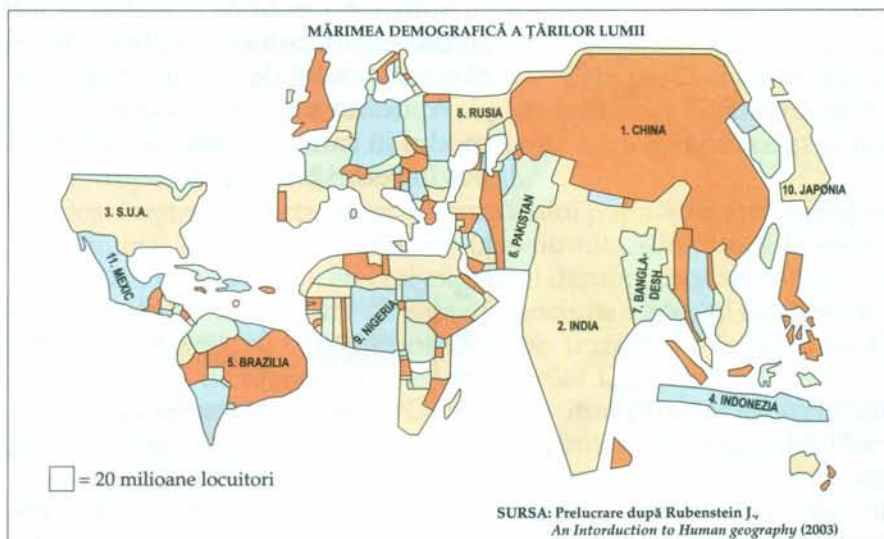 MĂRIMEA DEMOGRAFICĂ A ȚĂRILOR LUMII
8. RUSIA
1. CHINA
10. JAPONIA
3. S.U.A.
6. PAKISTAN
11. MEXIC
7. BANGLA-
DESH
9. NIGERIA
2. INDIA
5. BRAZILIA
4. INDONEZIA
= 20 milioane locuitori
SURSA: Prelucrare după Rubenstein J.,
An Intorduction to Human geography (2003)